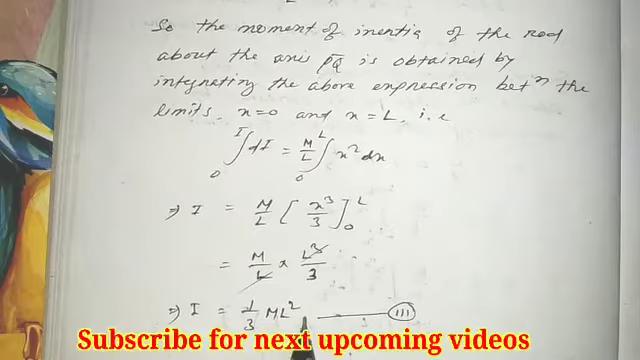 So the moment of inertia of the rod
about the axis PQ is obtained by
integrating the above expression betⁿ the
limits, x=0 and x=L, i.e
∫₀ᴵ dI = M/L ∫₀ᴸ x² dx
⇒ I = M/L [x³/3]₀ᴸ
= M/L × L³/3
⇒ I = 1/3 ML² —— (III)
Subscribe for next upcoming videos